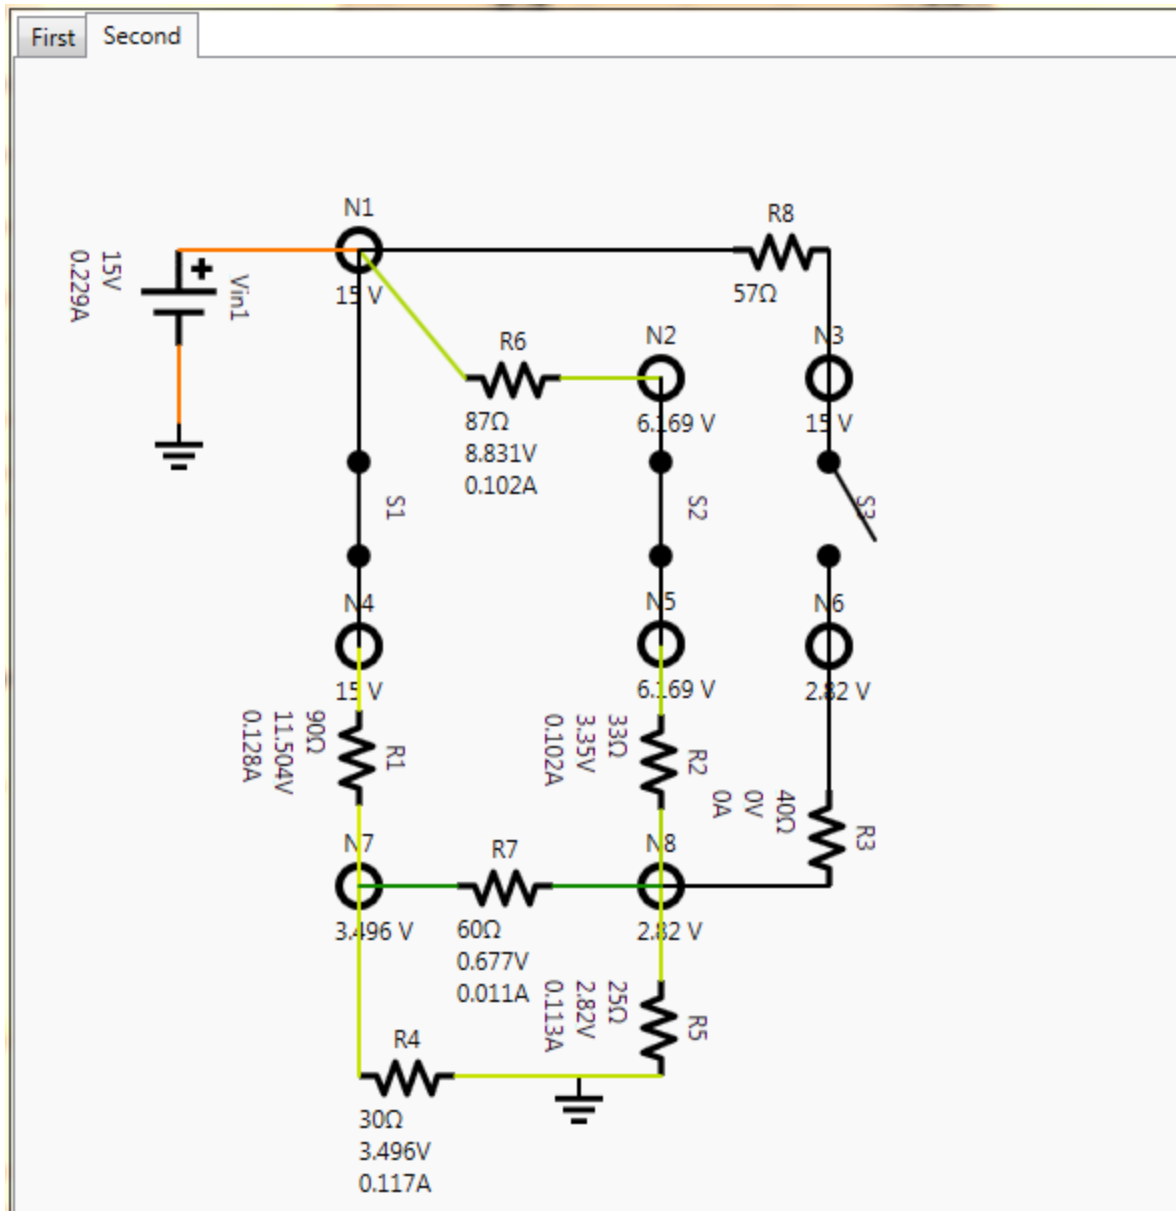 First
Second
N1
R8
15V
0.229A
Vin1
15 V
57Ω
R6
N2
N3
87Ω
8.831V
0.102A
6.169 V
15 V
S1
S2
S3
N4
N5
N6
15 V
6.169 V
2.82 V
90Ω
11.504V
0.128A
R1
33Ω
3.35V
0.102A
R2
40Ω
0V
0A
R3
N7
R7
N8
3.496 V
60Ω
0.677V
0.011A
2.82 V
25Ω
2.82V
0.113A
R5
R4
30Ω
3.496V
0.117A